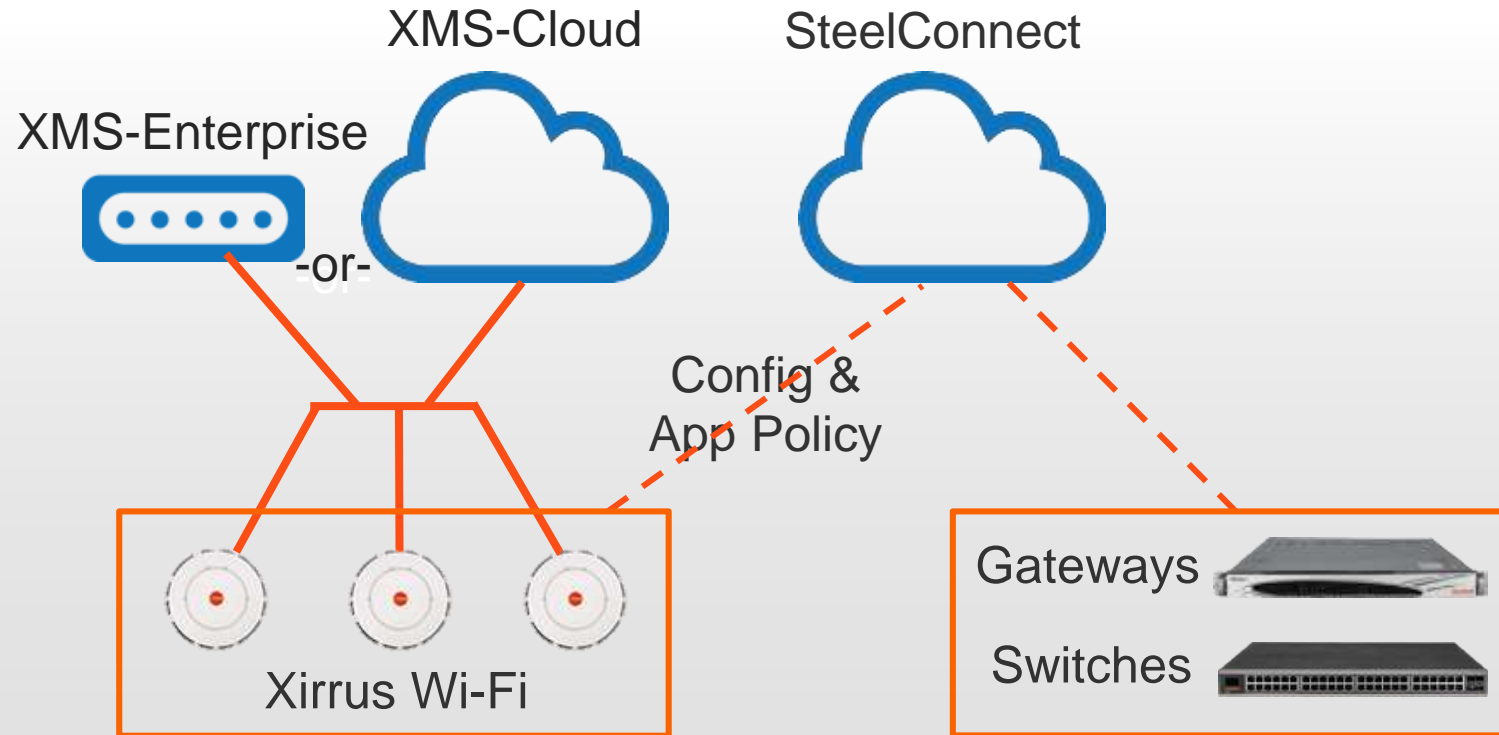 XMS-Cloud
SteelConnect
XMS-Enterprise
-or-
Config &
App Policy
Xirrus Wi-Fi
Gateways
Switches